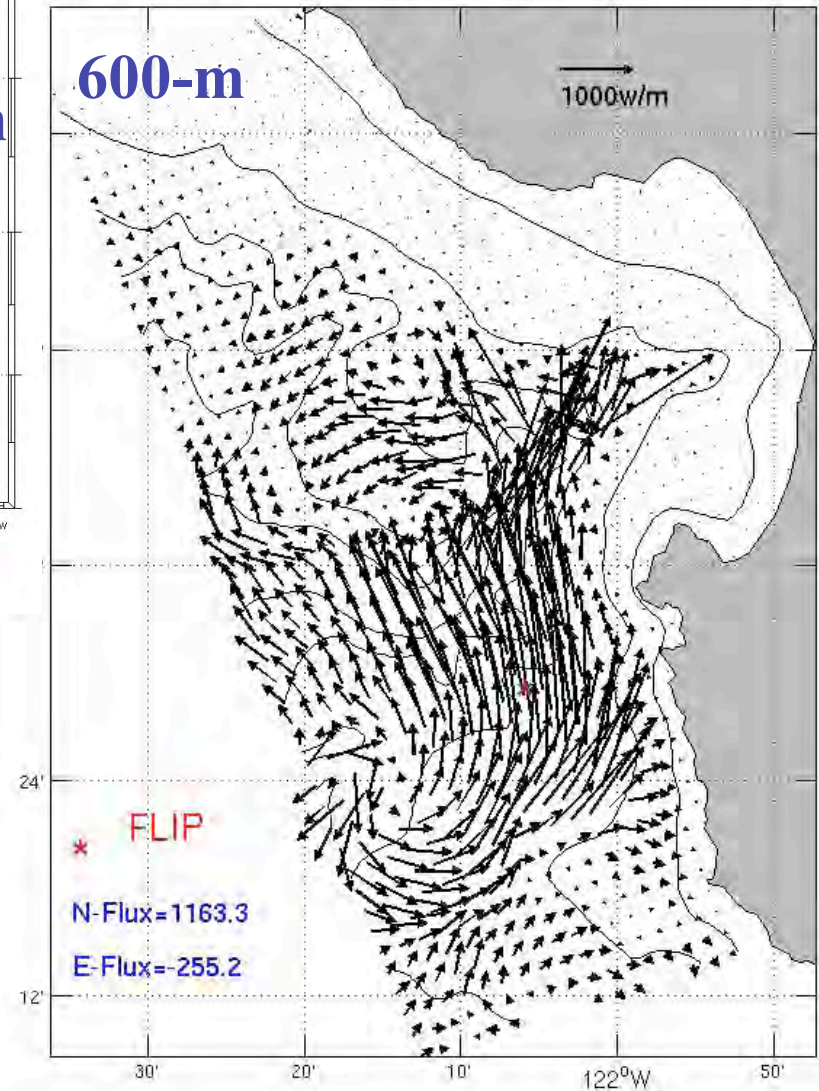 600-m
1000w/m
24'
* FLIP
N-Flux=1163.3
E-Flux=-255.2
12'
30' 20' 10' 122°W 50'